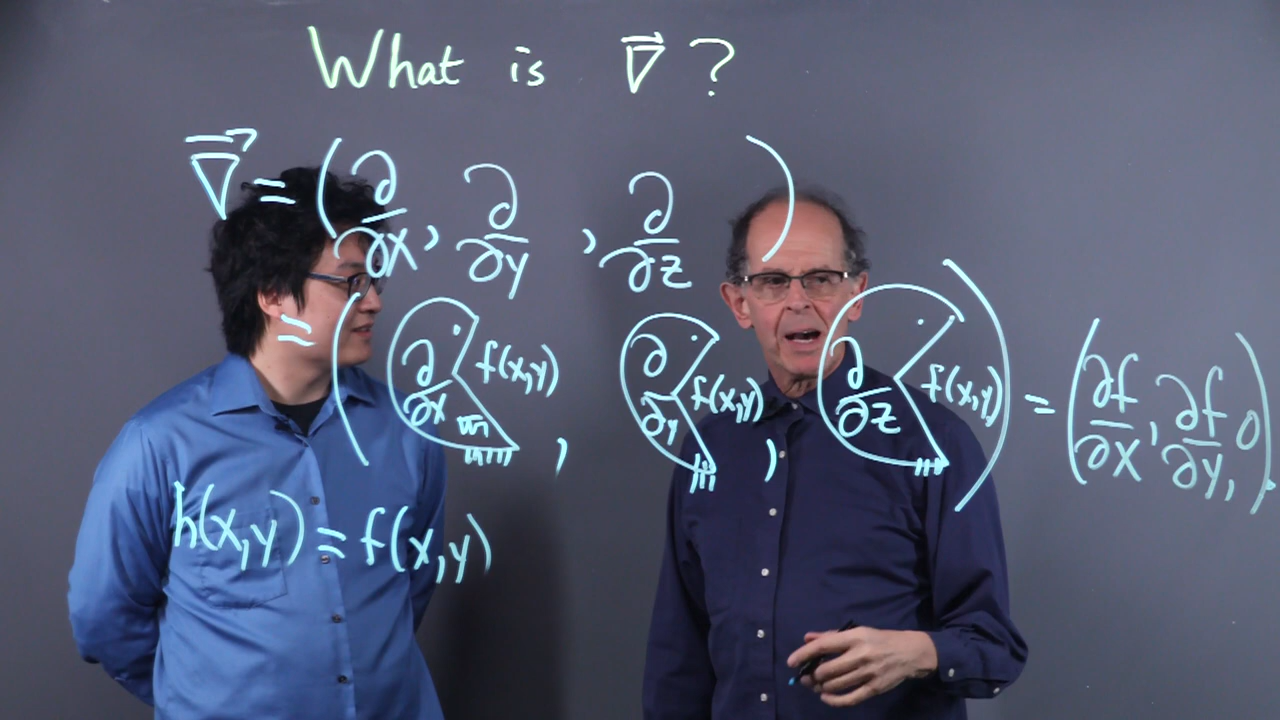 What is ∇⃗ ?
∇⃗ = (∂/∂x, ∂/∂y, ∂/∂z)
= (∂/∂x f(x,y), ∂/∂y f(x,y), ∂/∂z f(x,y)) = (∂f/∂x, ∂f/∂y, 0).
h(x,y) = f(x,y)